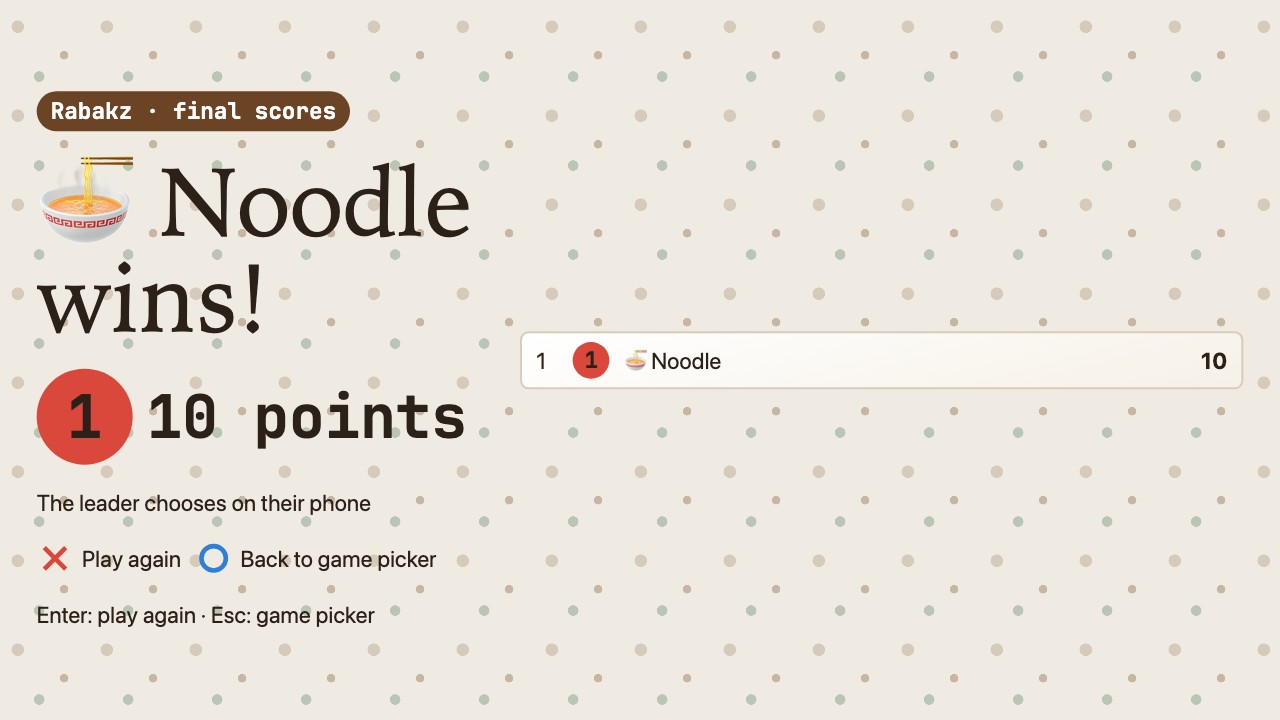 Rabakz · final scores
🍜 Noodle
wins!
1 10 points
The leader chooses on their phone
❌ Play again ⭕ Back to game picker
Enter: play again · Esc: game picker
1 1 🍜 Noodle 10